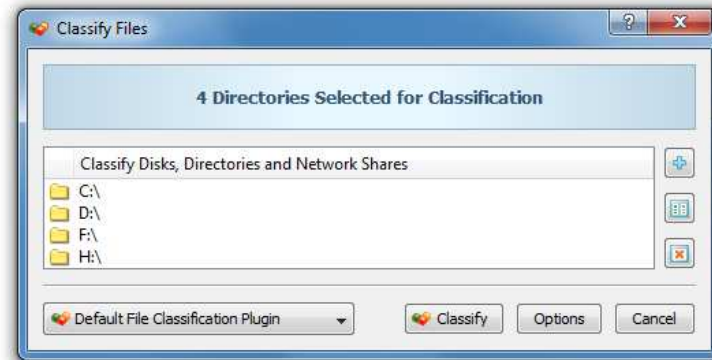 Classify Files
4 Directories Selected for Classification
Classify Disks, Directories and Network Shares
C:\
D:\
F:\
H:\
Default File Classification Plugin Classify Options Cancel